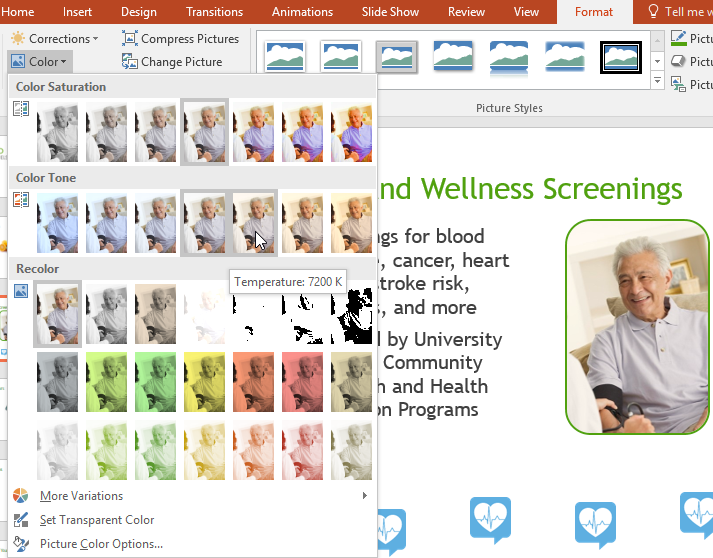 Home Insert Design Transitions Animations Slide Show Review View Format Tell me w
Corrections Compress Pictures
Color Change Picture
Pictu
Pictu
Pictu
Picture Styles
Color Saturation
Color Tone
Temperature: 7200 K
Recolor
More Variations
Set Transparent Color
Picture Color Options...
nd Wellness Screenings
ngs for blood
e, cancer, heart
stroke risk,
s, and more
d by University
Community
h and Health
on Programs